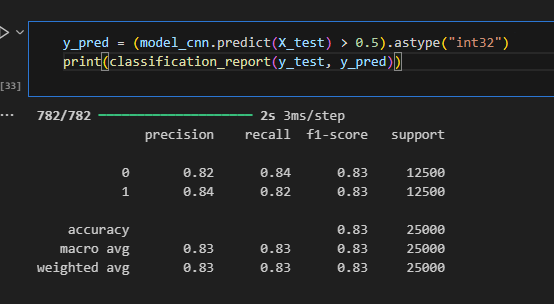 y_pred = (model_cnn.predict(X_test) > 0.5).astype("int32")
print(classification_report(y_test, y_pred))
[33]
... 782/782 ━━━━━━━━━━━━━━━━━━━━ 2s 3ms/step
precision recall f1-score support
0 0.82 0.84 0.83 12500
1 0.84 0.82 0.83 12500
accuracy 0.83 25000
macro avg 0.83 0.83 0.83 25000
weighted avg 0.83 0.83 0.83 25000